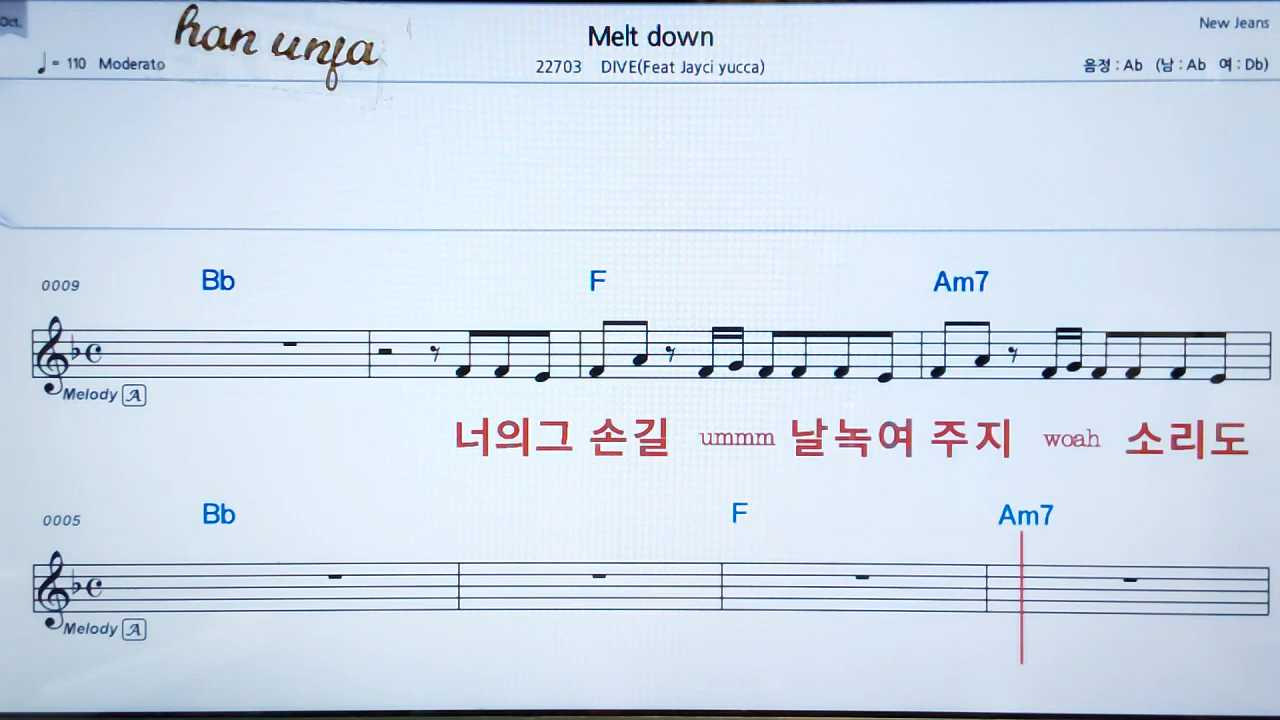 Oct.
han unja
Melt down
New Jeans
= 110 Moderato
22703 DIVE(Feat Jayci yucca)
음정 : Ab (남 : Ab 여 : Db)
0009 Bb F Am7
Melody A
너의그 손길 ummm 날녹여 주지 woah 소리도
0005 Bb F Am7
Melody A